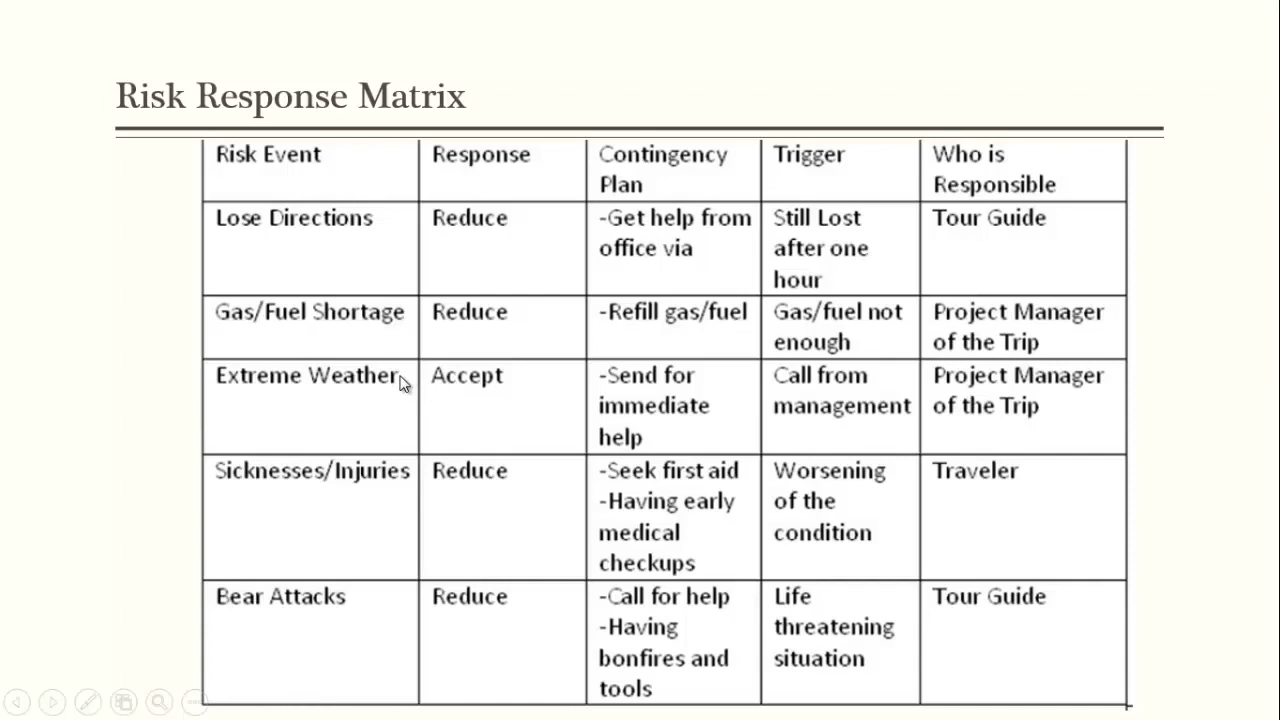 Risk Response Matrix
Risk Event Response Contingency Plan Trigger Who is Responsible
Lose Directions Reduce -Get help from office via Still Lost after one hour Tour Guide
Gas/Fuel Shortage Reduce -Refill gas/fuel Gas/fuel not enough Project Manager of the Trip
Extreme Weather Accept -Send for immediate help Call from management Project Manager of the Trip
Sicknesses/Injuries Reduce -Seek first aid -Having early medical checkups Worsening of the condition Traveler
Bear Attacks Reduce -Call for help -Having bonfires and tools Life threatening situation Tour Guide